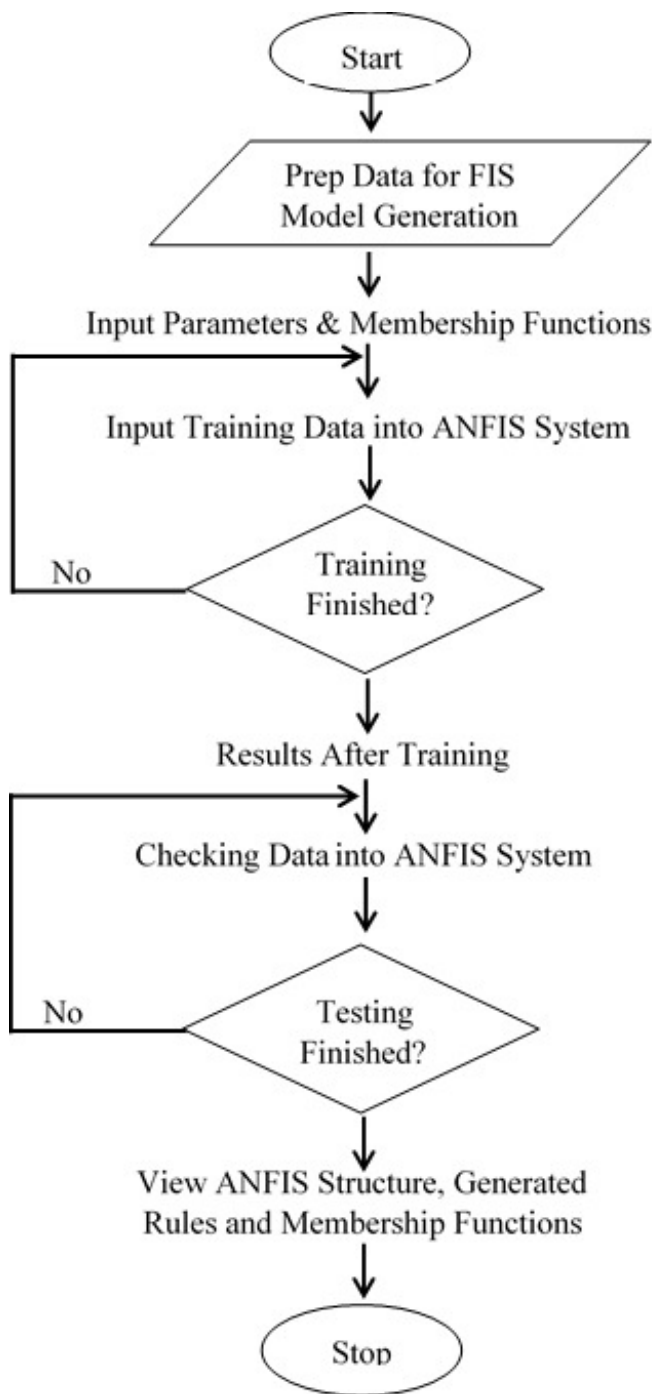 Start
Prep Data for FIS
Model Generation
Input Parameters & Membership Functions
Input Training Data into ANFIS System
Training
Finished?
No
Results After Training
Checking Data into ANFIS System
Testing
Finished?
No
View ANFIS Structure, Generated
Rules and Membership Functions
Stop